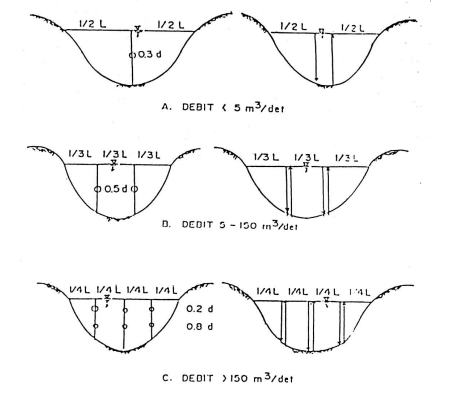 1/2 L 1/2 L 1/2 L 1/2 L
0.3 d
A. DEBIT < 5 m3/det
1/3 L 1/3 L 1/3 L 1/3 L 1/3 L 1/3 L
0.5 d
B. DEBIT 5 - 150 m3/det
1/4 L 1/4 L 1/4 L 1/4 L 1/4 L 1/4 L 1/4 L 1/4 L
0.2 d
0.8 d
C. DEBIT > 150 m3/det